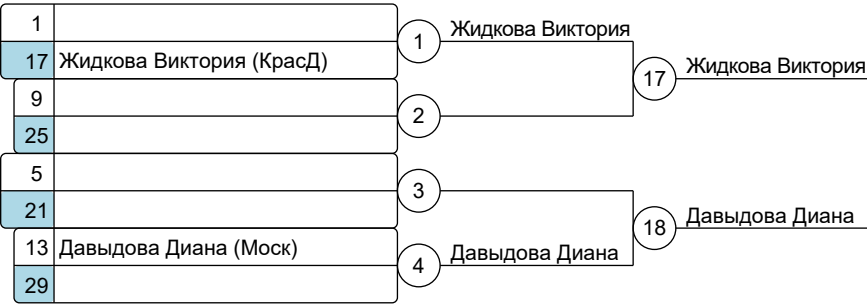 1
17 Жидкова Виктория (КрасД)
1 Жидкова Виктория
17 Жидкова Виктория
9
25
2
5
21
3
18 Давыдова Диана
13 Давыдова Диана (Моск)
29
4 Давыдова Диана